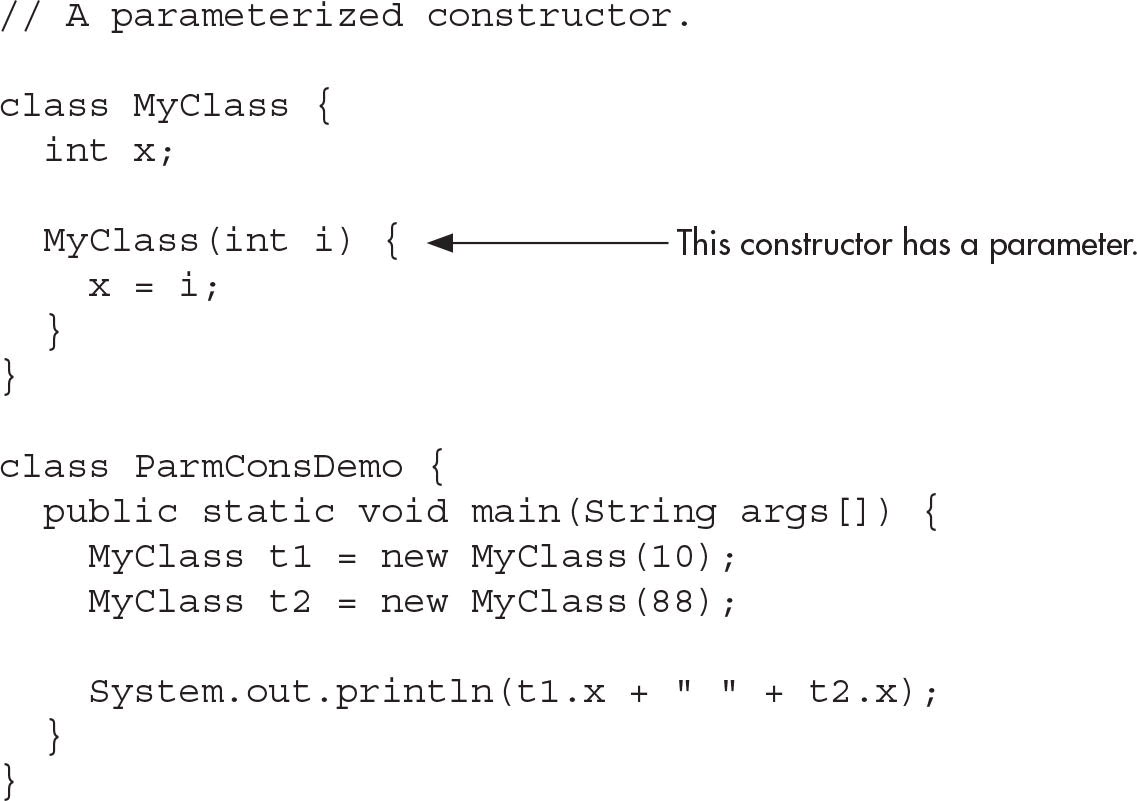 // A parameterized constructor.
class MyClass {
  int x;
  MyClass(int i) { This constructor has a parameter.
    x = i;
  }
}
class ParmConsDemo {
  public static void main(String args[]) {
    MyClass t1 = new MyClass(10);
    MyClass t2 = new MyClass(88);
    System.out.println(t1.x + " " + t2.x);
  }
}